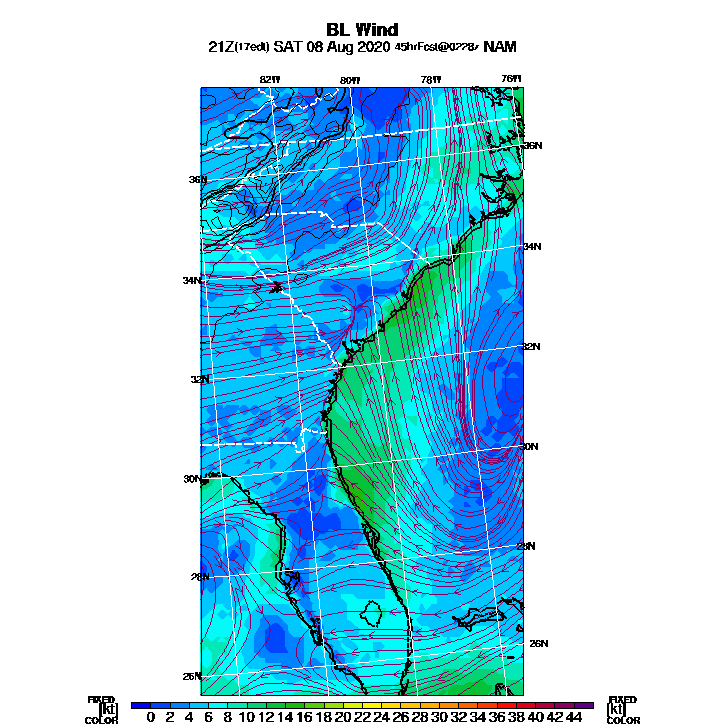 BL Wind
21Z(17edt) SAT 08 Aug 2020 45hrFcst@0228z NAM
82W 80W 78W 76W
36N
36N
34N
34N
32N
32N
30N
30N
28N
28N
26N
26N
FIXED FIXED
[kt] 0 2 4 6 8 10 12 14 16 18 20 22 24 26 28 30 32 34 36 38 40 42 44 [kt]
COLOR COLOR